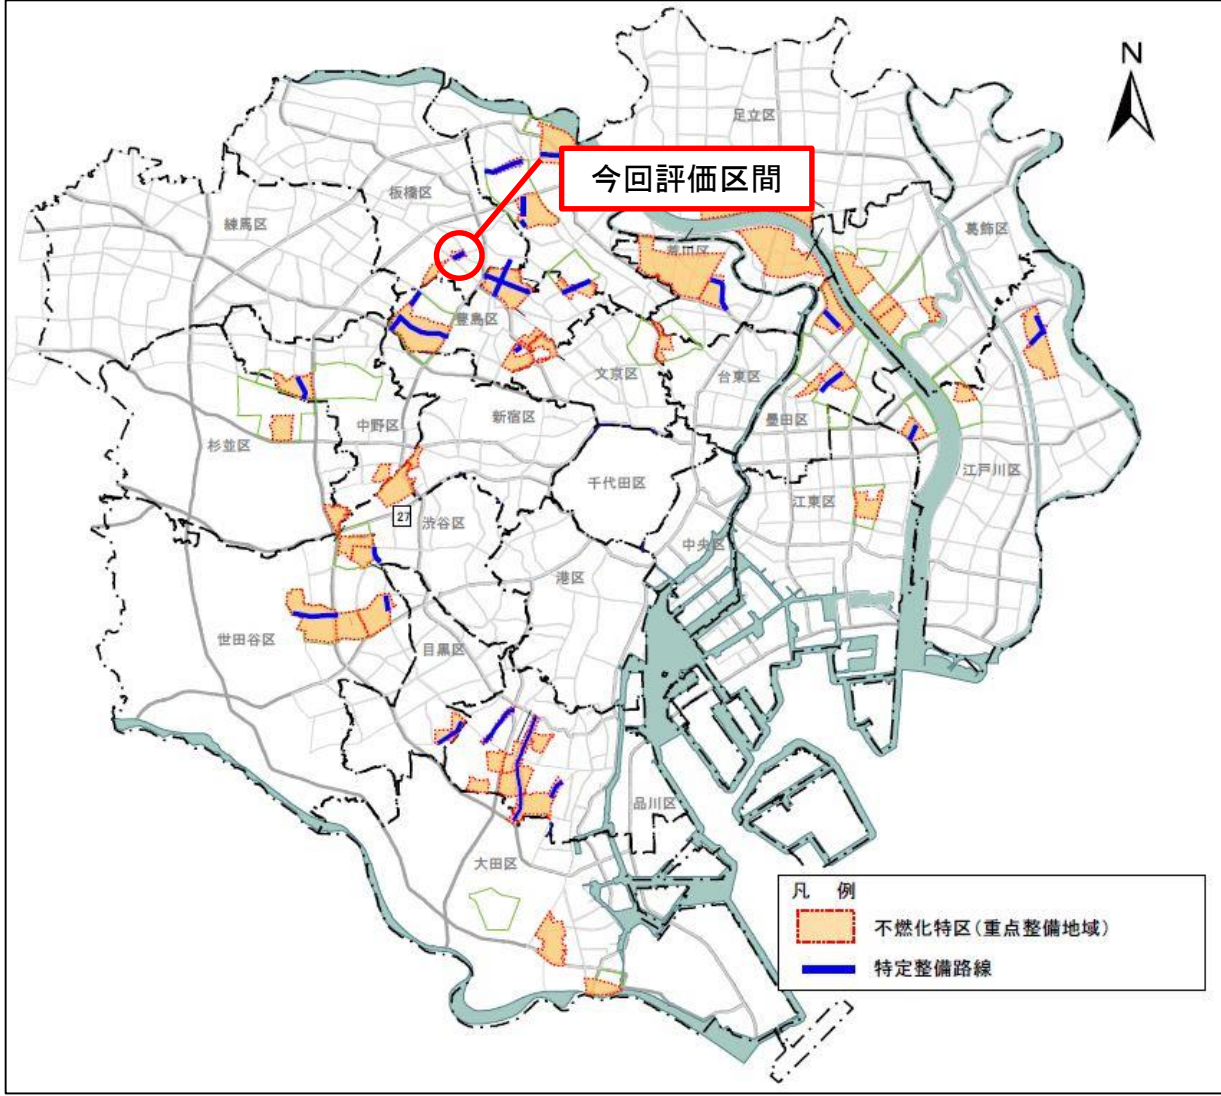 N
足立区
今回評価区間
板橋区
練馬区
葛飾区
荒川区
豊島区
文京区
台東区
新宿区
中野区
墨田区
杉並区
江戸川区
千代田区
江東区
27
渋谷区
中央区
港区
世田谷区
目黒区
品川区
大田区
凡 例
不燃化特区(重点整備地域)
特定整備路線